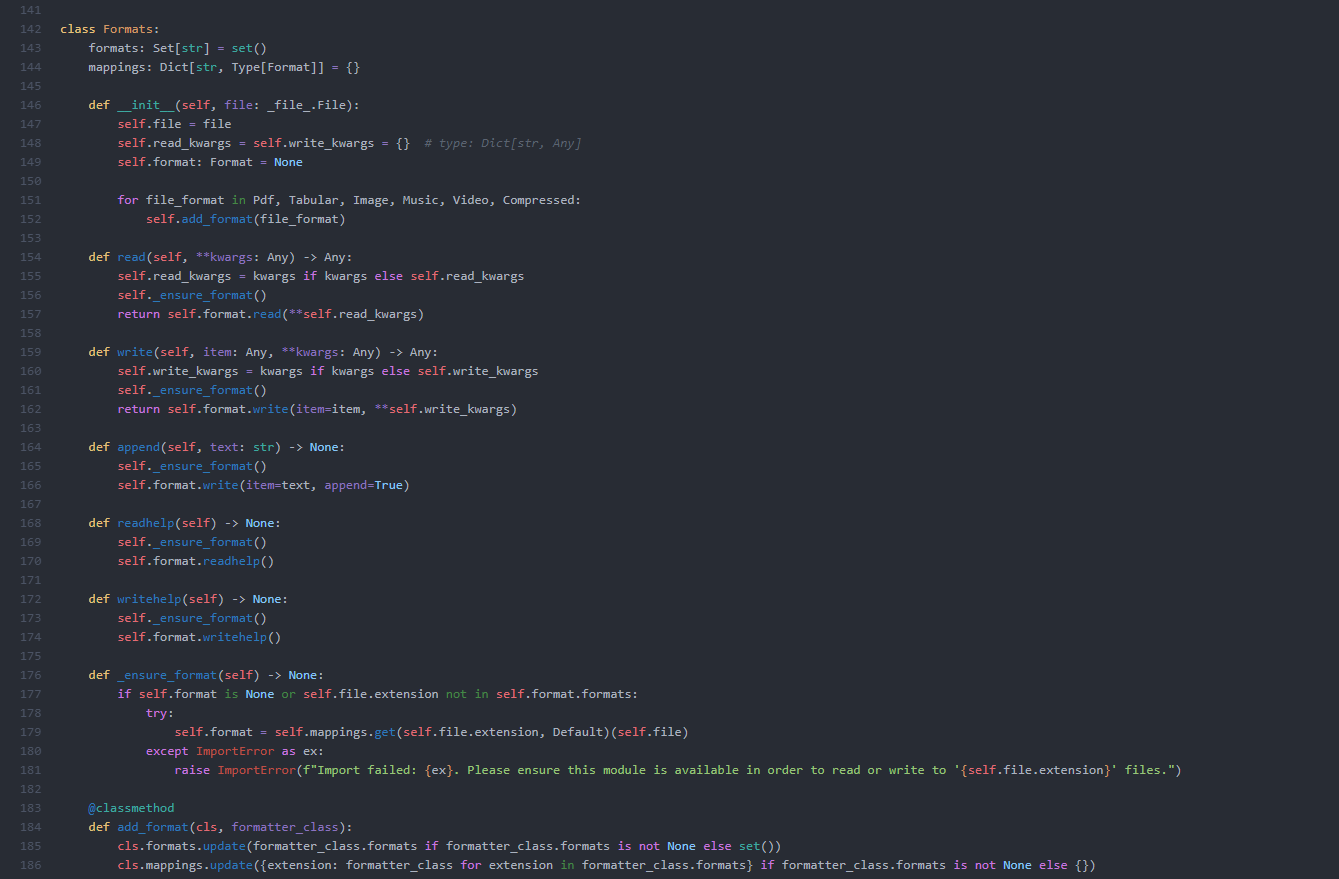 141
142 class Formats:
143     formats: Set[str] = set()
144     mappings: Dict[str, Type[Format]] = {}
145
146     def __init__(self, file: _file_.File):
147         self.file = file
148         self.read_kwargs = self.write_kwargs = {}  # type: Dict[str, Any]
149         self.format: Format = None
150
151         for file_format in Pdf, Tabular, Image, Music, Video, Compressed:
152             self.add_format(file_format)
153
154     def read(self, **kwargs: Any) -> Any:
155         self.read_kwargs = kwargs if kwargs else self.read_kwargs
156         self._ensure_format()
157         return self.format.read(**self.read_kwargs)
158
159     def write(self, item: Any, **kwargs: Any) -> Any:
160         self.write_kwargs = kwargs if kwargs else self.write_kwargs
161         self._ensure_format()
162         return self.format.write(item=item, **self.write_kwargs)
163
164     def append(self, text: str) -> None:
165         self._ensure_format()
166         self.format.write(item=text, append=True)
167
168     def readhelp(self) -> None:
169         self._ensure_format()
170         self.format.readhelp()
171
172     def writehelp(self) -> None:
173         self._ensure_format()
174         self.format.writehelp()
175
176     def _ensure_format(self) -> None:
177         if self.format is None or self.file.extension not in self.format.formats:
178             try:
179                 self.format = self.mappings.get(self.file.extension, Default)(self.file)
180             except ImportError as ex:
181                 raise ImportError(f"Import failed: {ex}. Please ensure this module is available in order to read or write to '{self.file.extension}' files.")
182
183     @classmethod
184     def add_format(cls, formatter_class):
185         cls.formats.update(formatter_class.formats if formatter_class.formats is not None else set())
186         cls.mappings.update({extension: formatter_class for extension in formatter_class.formats} if formatter_class.formats is not None else {})